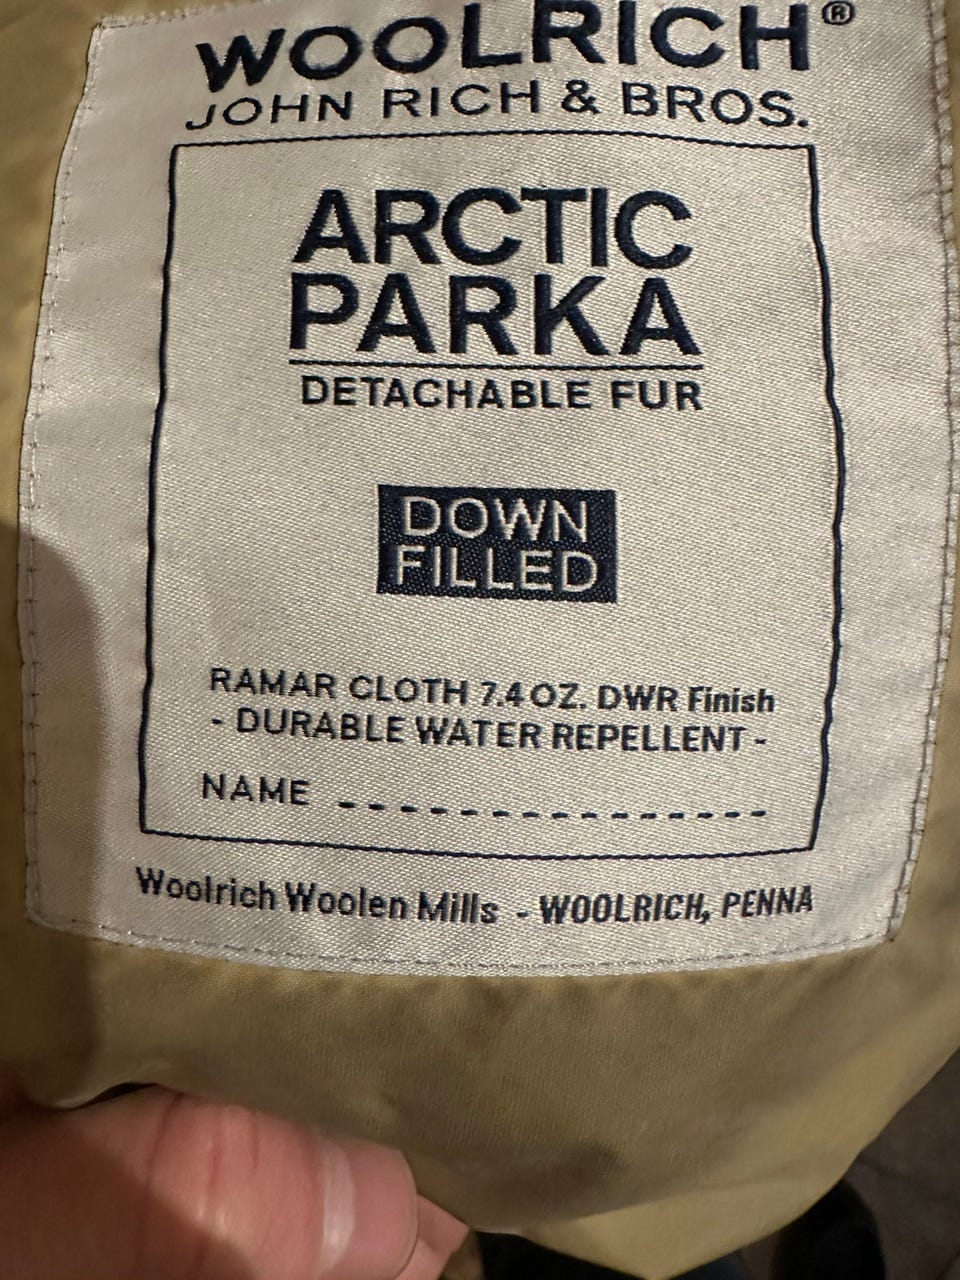 WOOLRICH®
JOHN RICH & BROS.
ARCTIC
PARKA
DETACHABLE FUR
DOWN
FILLED
RAMAR CLOTH 7.4 OZ. DWR Finish
- DURABLE WATER REPELLENT -
NAME _ _ _ _ _ _ _ _ _ _ _ _ _ _ _
Woolrich Woolen Mills - WOOLRICH, PENNA